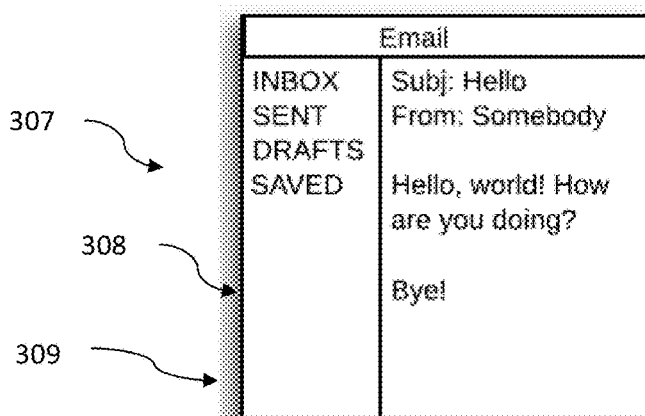 Email
INBOX
SENT
DRAFTS
SAVED
Subj: Hello
From: Somebody
Hello, world! How
are you doing?
Bye!
307
308
309